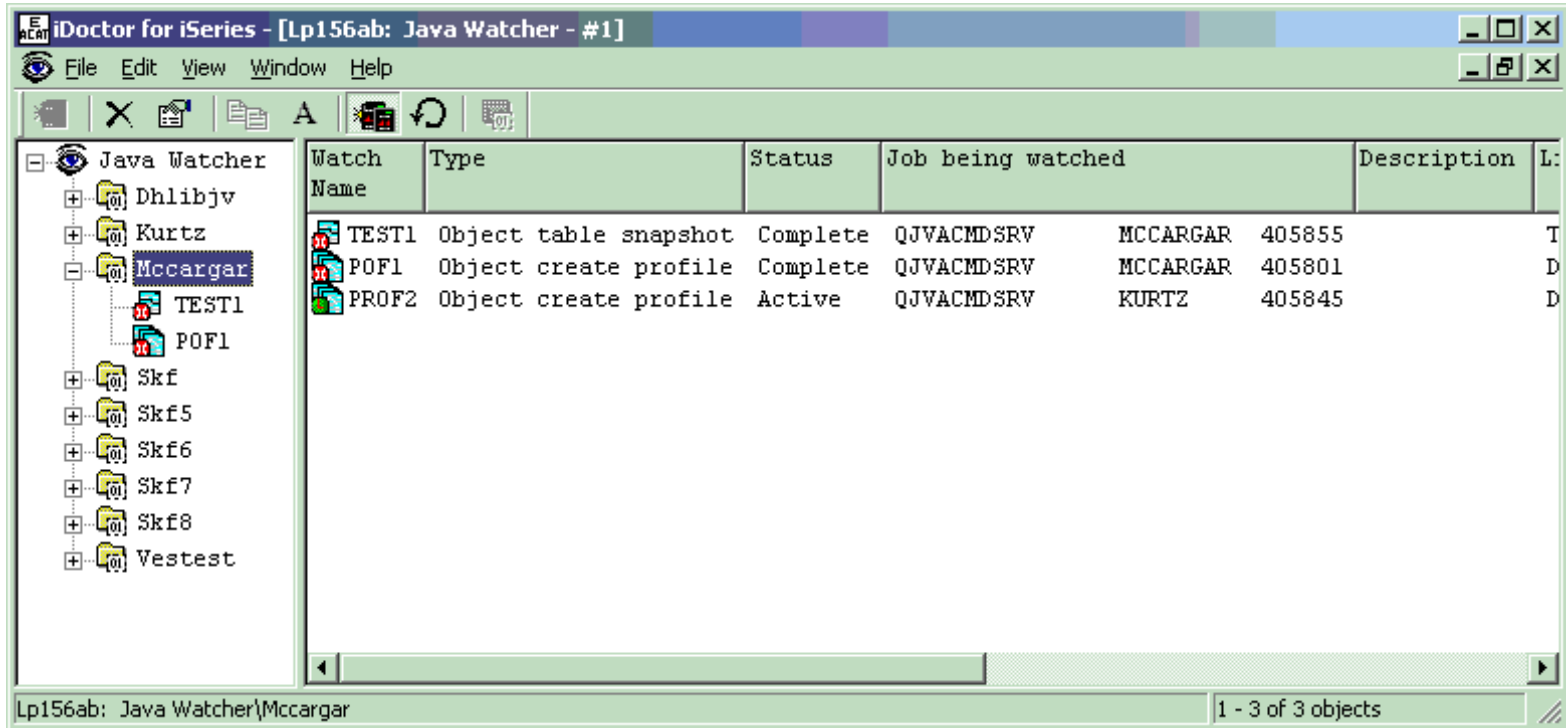 iDoctor for iSeries - [Lp156ab: Java Watcher - #1]
File Edit View Window Help
A
Java Watcher
Dhlibjv
Kurtz
Mccargar
TEST1
POF1
Skf
Skf5
Skf6
Skf7
Skf8
Vestest
Watch Name Type Status Job being watched Description Li
TEST1 Object table snapshot Complete QJVACMDSRV MCCARGAR 405855 T
POF1 Object create profile Complete QJVACMDSRV MCCARGAR 405801 D
PROF2 Object create profile Active QJVACMDSRV KURTZ 405845 D
Lp156ab: Java Watcher\Mccargar 1 - 3 of 3 objects